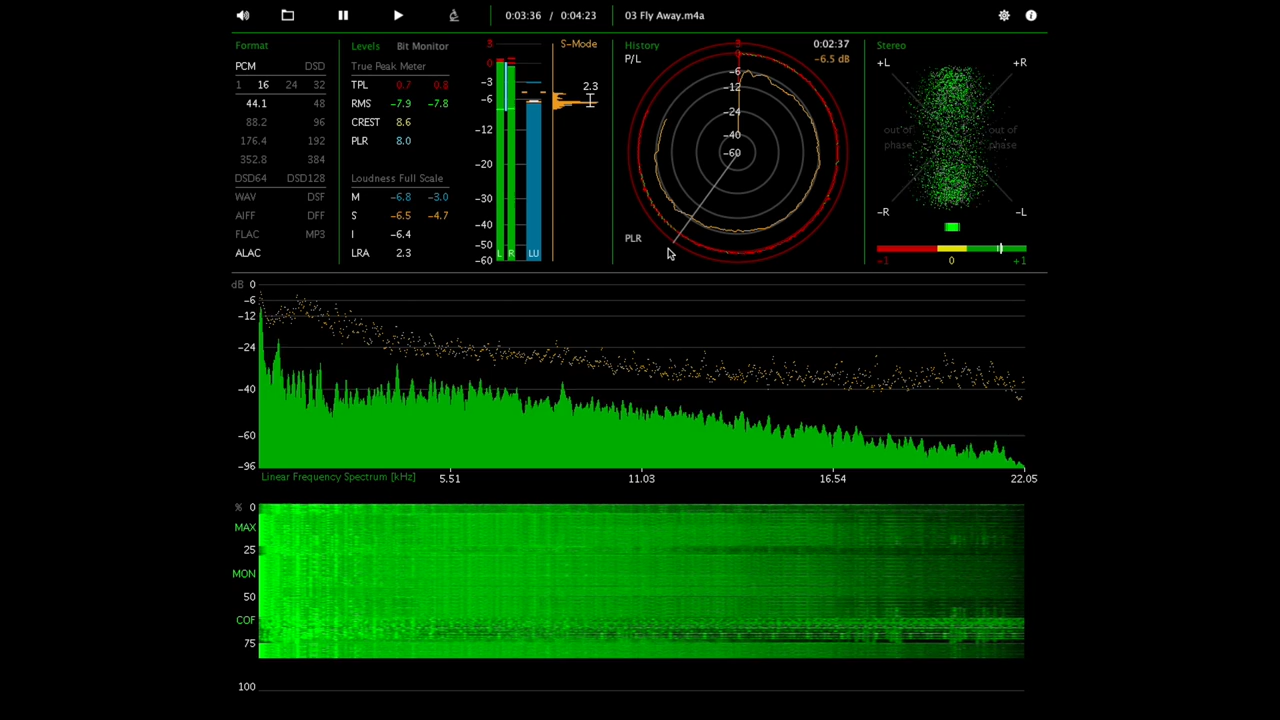 0:03:36 / 0:04:23 03 Fly Away.m4a
Format
PCM DSD
1 16 24 32
44.1 48
88.2 96
176.4 192
352.8 384
DSD64 DSD128
WAV DSF
AIFF DFF
FLAC MP3
ALAC
Levels Bit Monitor
True Peak Meter
TPL 0.7 0.8
RMS −7.9 −7.8
CREST 8.6
PLR 8.0
Loudness Full Scale
M −6.8 −3.0
S −6.5 −4.7
I −6.4
LRA 2.3
3
0
−3
−6
−12
−20
−30
−40
−50
−60
L R LU
S-Mode
2.3
History
P/L
0:02:37
−6.5 dB
3
0
−6
−12
−24
−40
−60
PLR
Stereo
+L +R
out of phase
out of phase
−R −L
−1 0 +1
dB 0
−6
−12
−24
−40
−60
−96
Linear Frequency Spectrum [kHz] 5.51 11.03 16.54 22.05
% 0
MAX
25
MON
50
COF
75
100